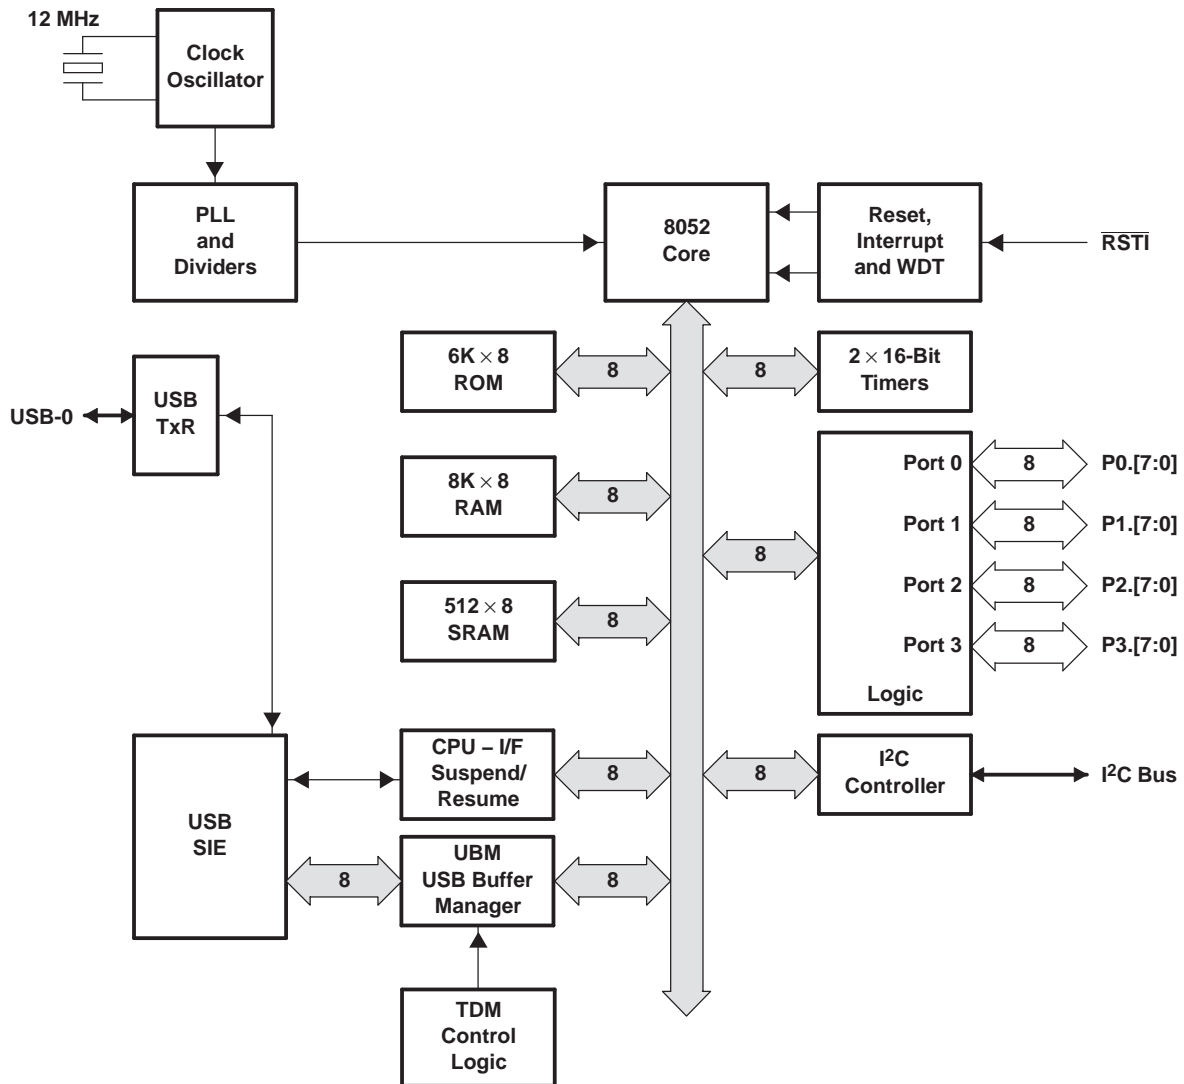 12 MHz
Clock
Oscillator
PLL
and
Dividers
8052
Core
Reset,
Interrupt
and WDT
RSTI
6K × 8
ROM
8
8
2 × 16-Bit
Timers
USB-0
USB
TxR
8K × 8
RAM
8
8
Port 0
8
P0.[7:0]
Port 1
8
P1.[7:0]
Port 2
8
P2.[7:0]
Port 3
8
P3.[7:0]
Logic
512 × 8
SRAM
8
USB
SIE
CPU – I/F
Suspend/
Resume
8
8
I²C
Controller
I²C Bus
8
UBM
USB Buffer
Manager
8
TDM
Control
Logic